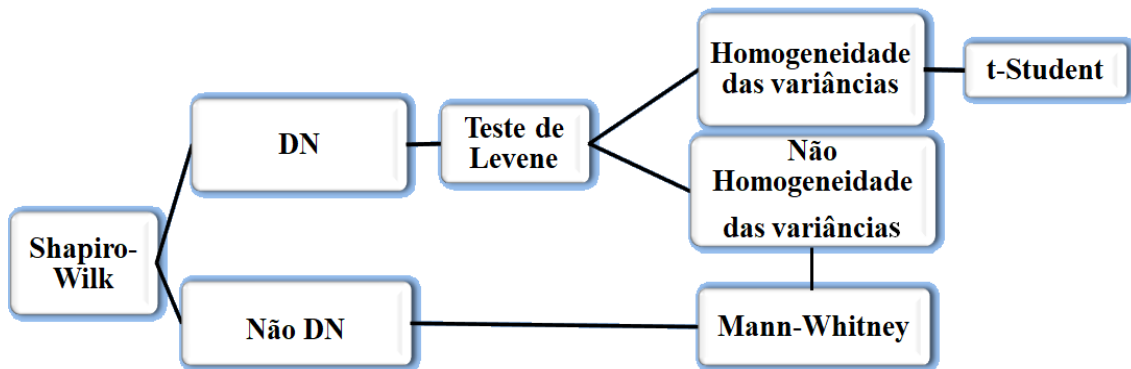 Shapiro-
Wilk
DN
Não DN
Teste de
Levene
Homogeneidade
das variâncias
Não
Homogeneidade
das variâncias
t-Student
Mann-Whitney